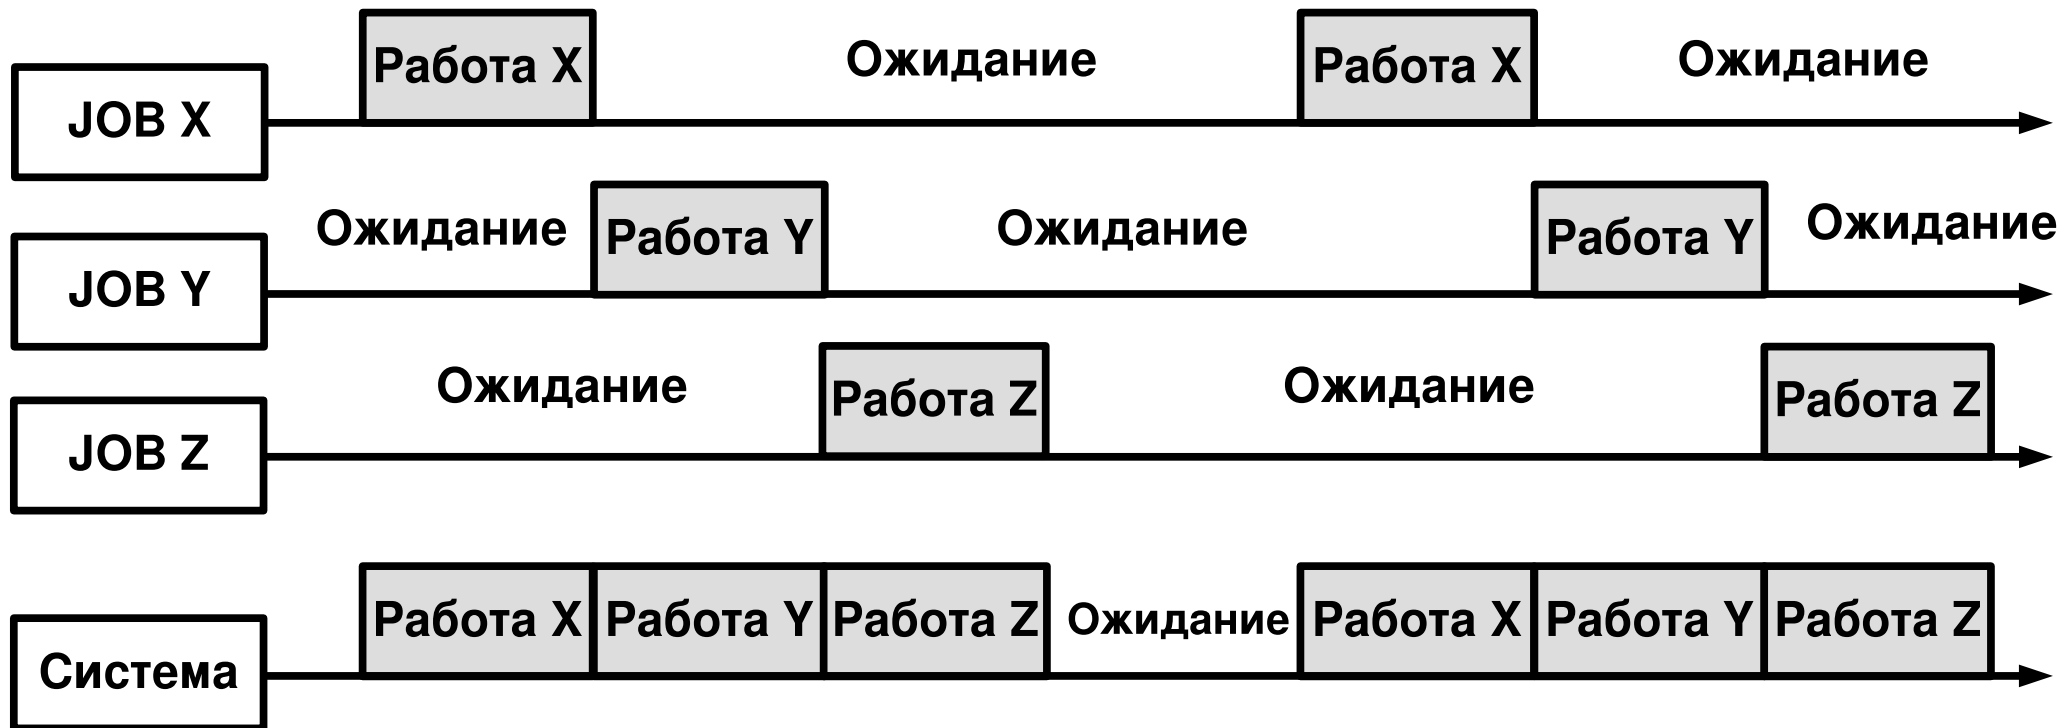 Работа X Ожидание Работа X Ожидание
JOB X
Ожидание Работа Y Ожидание Работа Y Ожидание
JOB Y
Ожидание Работа Z Ожидание Работа Z
JOB Z
Работа X Работа Y Работа Z Ожидание Работа X Работа Y Работа Z
Система